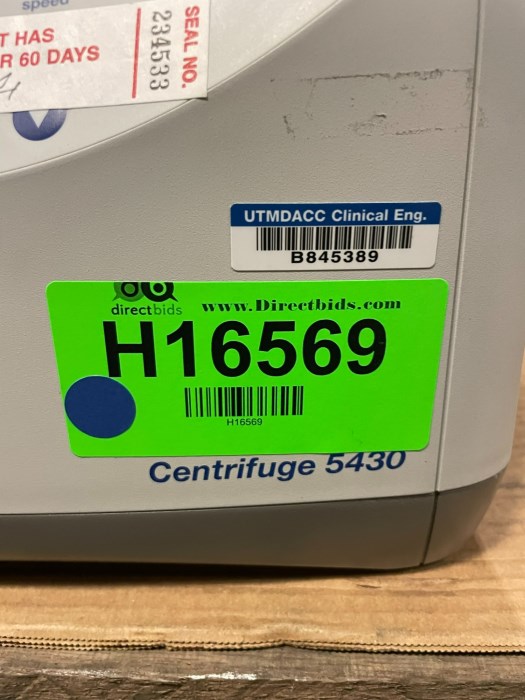 speed
T HAS
R 60 DAYS
SEAL NO.
234533
UTMDACC Clinical Eng.
B845389
directbids
www.Directbids.com
H16569
H16569
Centrifuge 5430